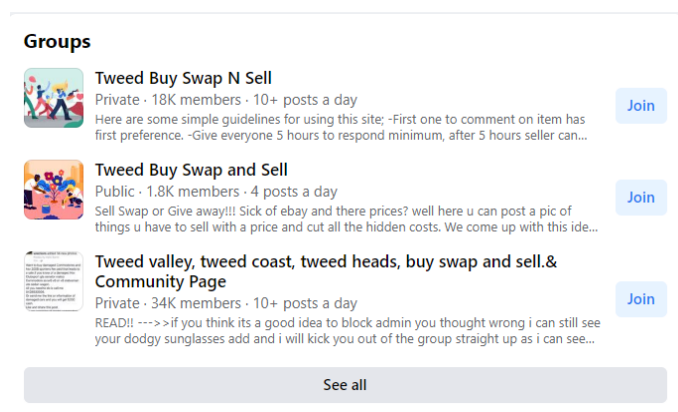 Groups
Tweed Buy Swap N Sell
Private · 18K members · 10+ posts a day
Here are some simple guidelines for using this site; -First one to comment on item has
first preference. -Give everyone 5 hours to respond minimum, after 5 hours seller can...
Join
Tweed Buy Swap and Sell
Public · 1.8K members · 4 posts a day
Sell Swap or Give away!!! Sick of ebay and there prices? well here u can post a pic of
things u have to sell with a price and cut all the hidden costs. We come up with this ide...
Join
Tweed valley, tweed coast, tweed heads, buy swap and sell.&
Community Page
Private · 34K members · 10+ posts a day
READ!! --->>if you think its a good idea to block admin you thought wrong i can still see
your dodgy sunglasses add and i will kick you out of the group straight up as i can see...
Join
See all